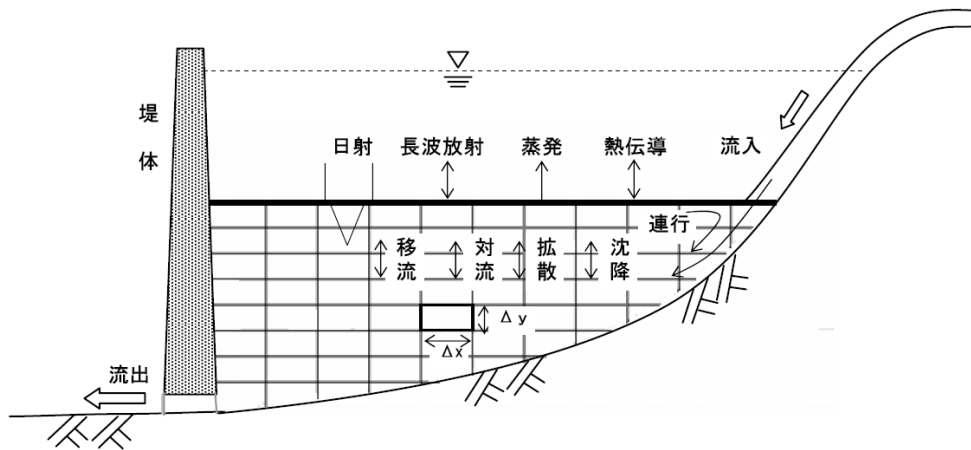 堤体
日射
長波放射
蒸発
熱伝導
流入
連行
移流
対流
拡散
沈降
Δy
Δx
流出